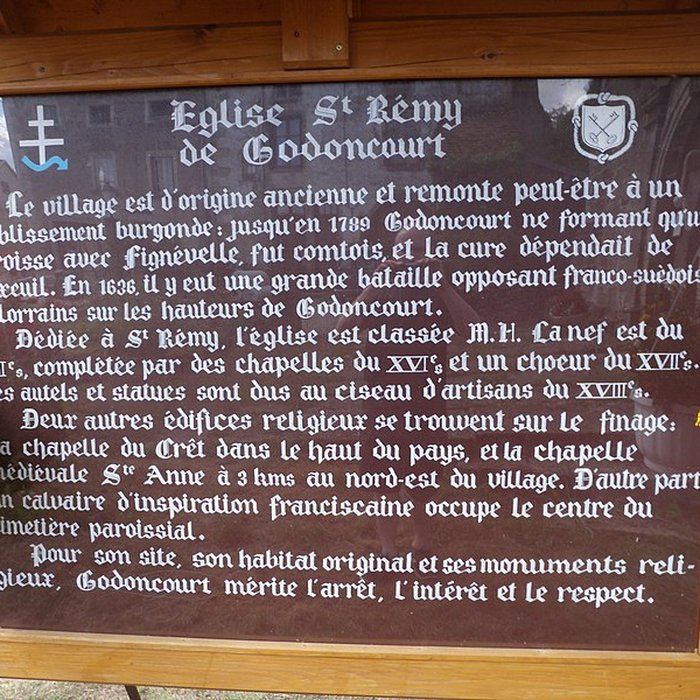 Eglise St Rémy
de Godoncourt
Le village est d'origine ancienne et remonte peut-être à un
blissement burgonde: jusqu'en 1789 Godoncourt ne formant qu'u
oisse avec Fignévelle, fut comtois, et la cure dépendait de
xeuil. En 1636, il y eut une grande bataille opposant franco-suédois
lorrains sur les hauteurs de Godoncourt.
Dédiée à St Rémy, l'église est classée M.H. La nef est du
Ies, complétée par des chapelles du XVIes et un choeur du XVIIes.
es autels et statues sont dus au ciseau d'artisans du XVIIIes.
Deux autres édifices religieux se trouvent sur le finage:
a chapelle du Crêt dans le haut du pays, et la chapelle
édiévale Ste Anne à 3 kms au nord-est du village. D'autre part
n calvaire d'inspiration franciscaine occupe le centre du
imetière paroissial.
Pour son site, son habitat original et ses monuments reli-
gieux, Godoncourt mérite l'arrêt, l'intérêt et le respect.